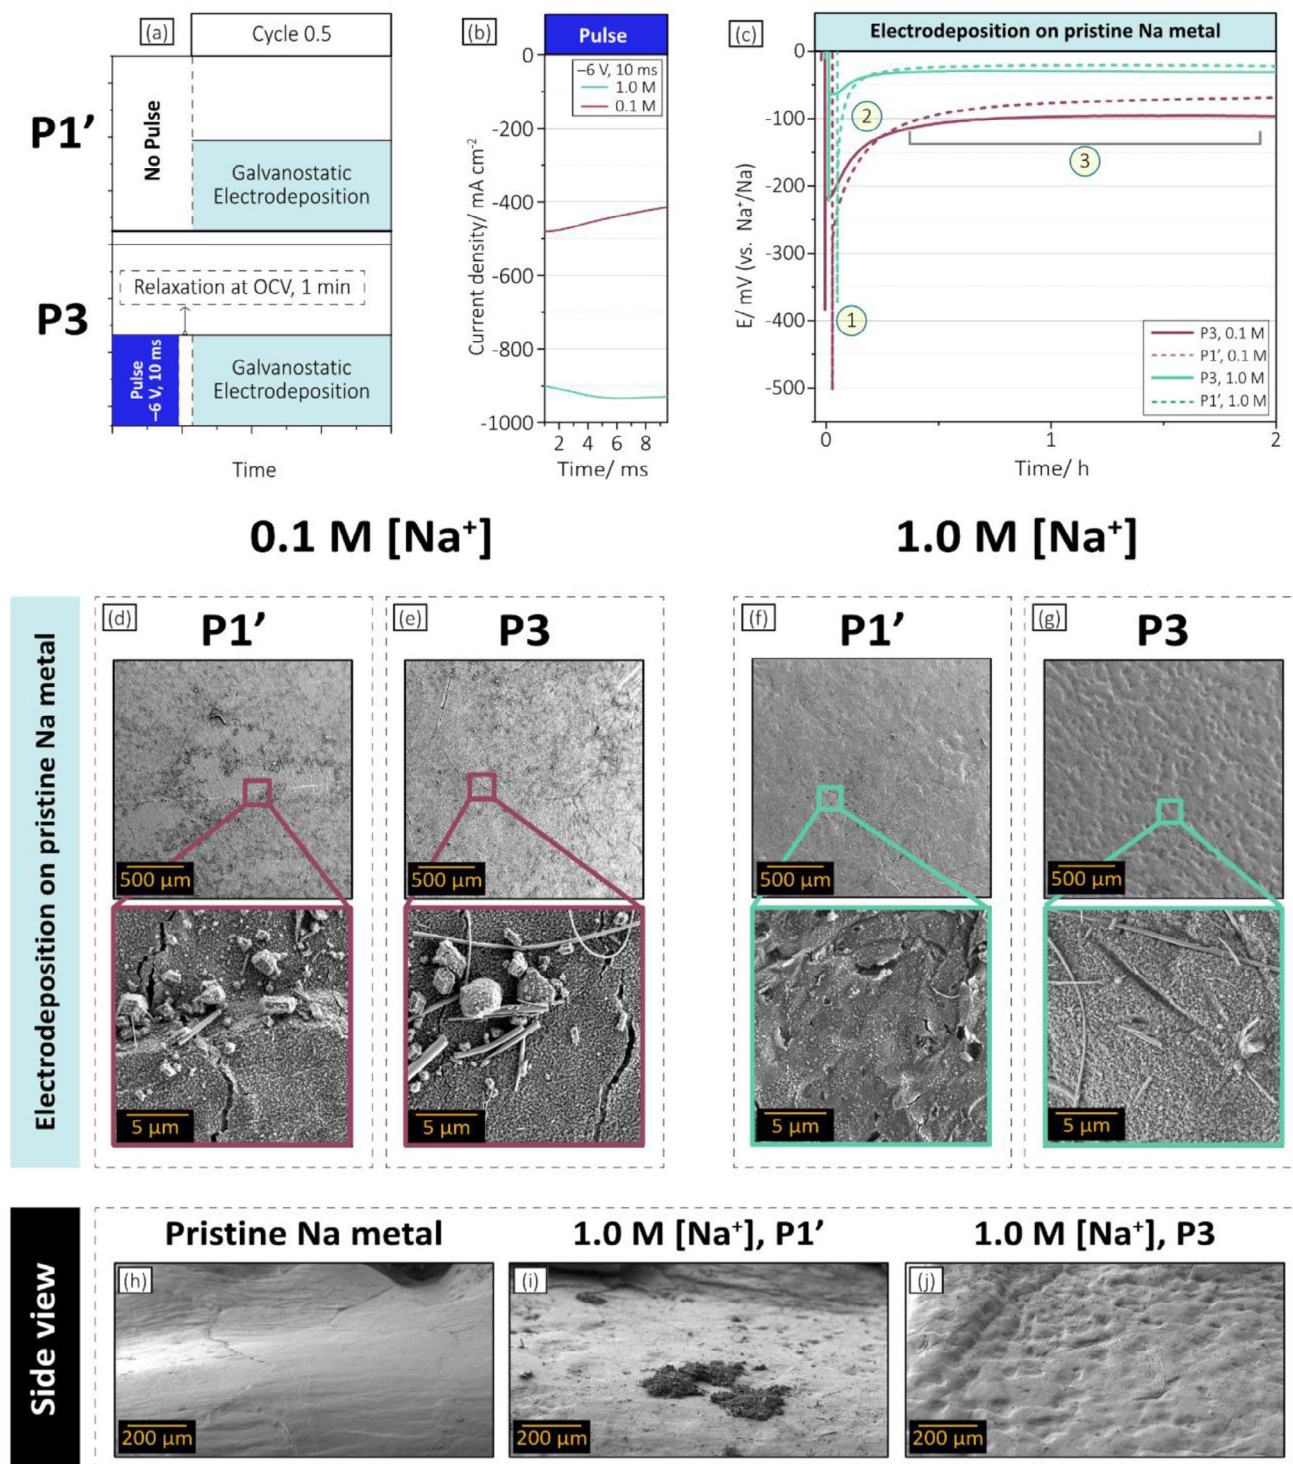 (a)
Cycle 0.5
P1’
No Pulse
Galvanostatic
Electrodeposition
Relaxation at OCV, 1 min
P3
Pulse
–6 V, 10 ms
Galvanostatic
Electrodeposition
Time
(b)
Pulse
–6 V, 10 ms
1.0 M
0.1 M
0
-200
-400
-600
-800
-1000
Current density/ mA cm-2
2 4 6 8
Time/ ms
(c)
Electrodeposition on pristine Na metal
0
-50
-100
-150
-200
-250
-300
-350
-400
-450
-500
E/ mV (vs. Na⁺/Na)
2
3
1
P3, 0.1 M
P1’, 0.1 M
P3, 1.0 M
P1’, 1.0 M
0 1 2
Time/ h
0.1 M [Na⁺]
1.0 M [Na⁺]
Electrodeposition on pristine Na metal
(d)
P1’
500 µm
5 µm
(e)
P3
500 µm
5 µm
(f)
P1’
500 µm
5 µm
(g)
P3
500 µm
5 µm
Side view
Pristine Na metal
(h)
200 µm
1.0 M [Na⁺], P1’
(i)
200 µm
1.0 M [Na⁺], P3
(j)
200 µm